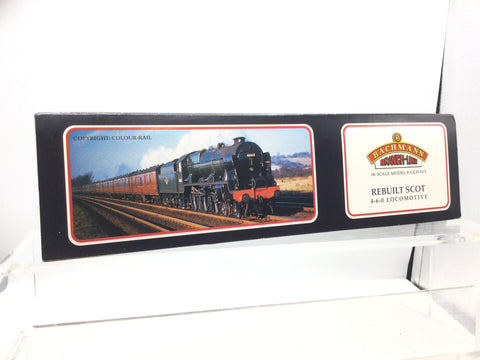 COPYRIGHT: COLOUR-RAIL
BACHMANN
BRANCH-LINE
00 SCALE MODEL RAILWAYS
REBUILT SCOT
4-6-0 LOCOMOTIVE